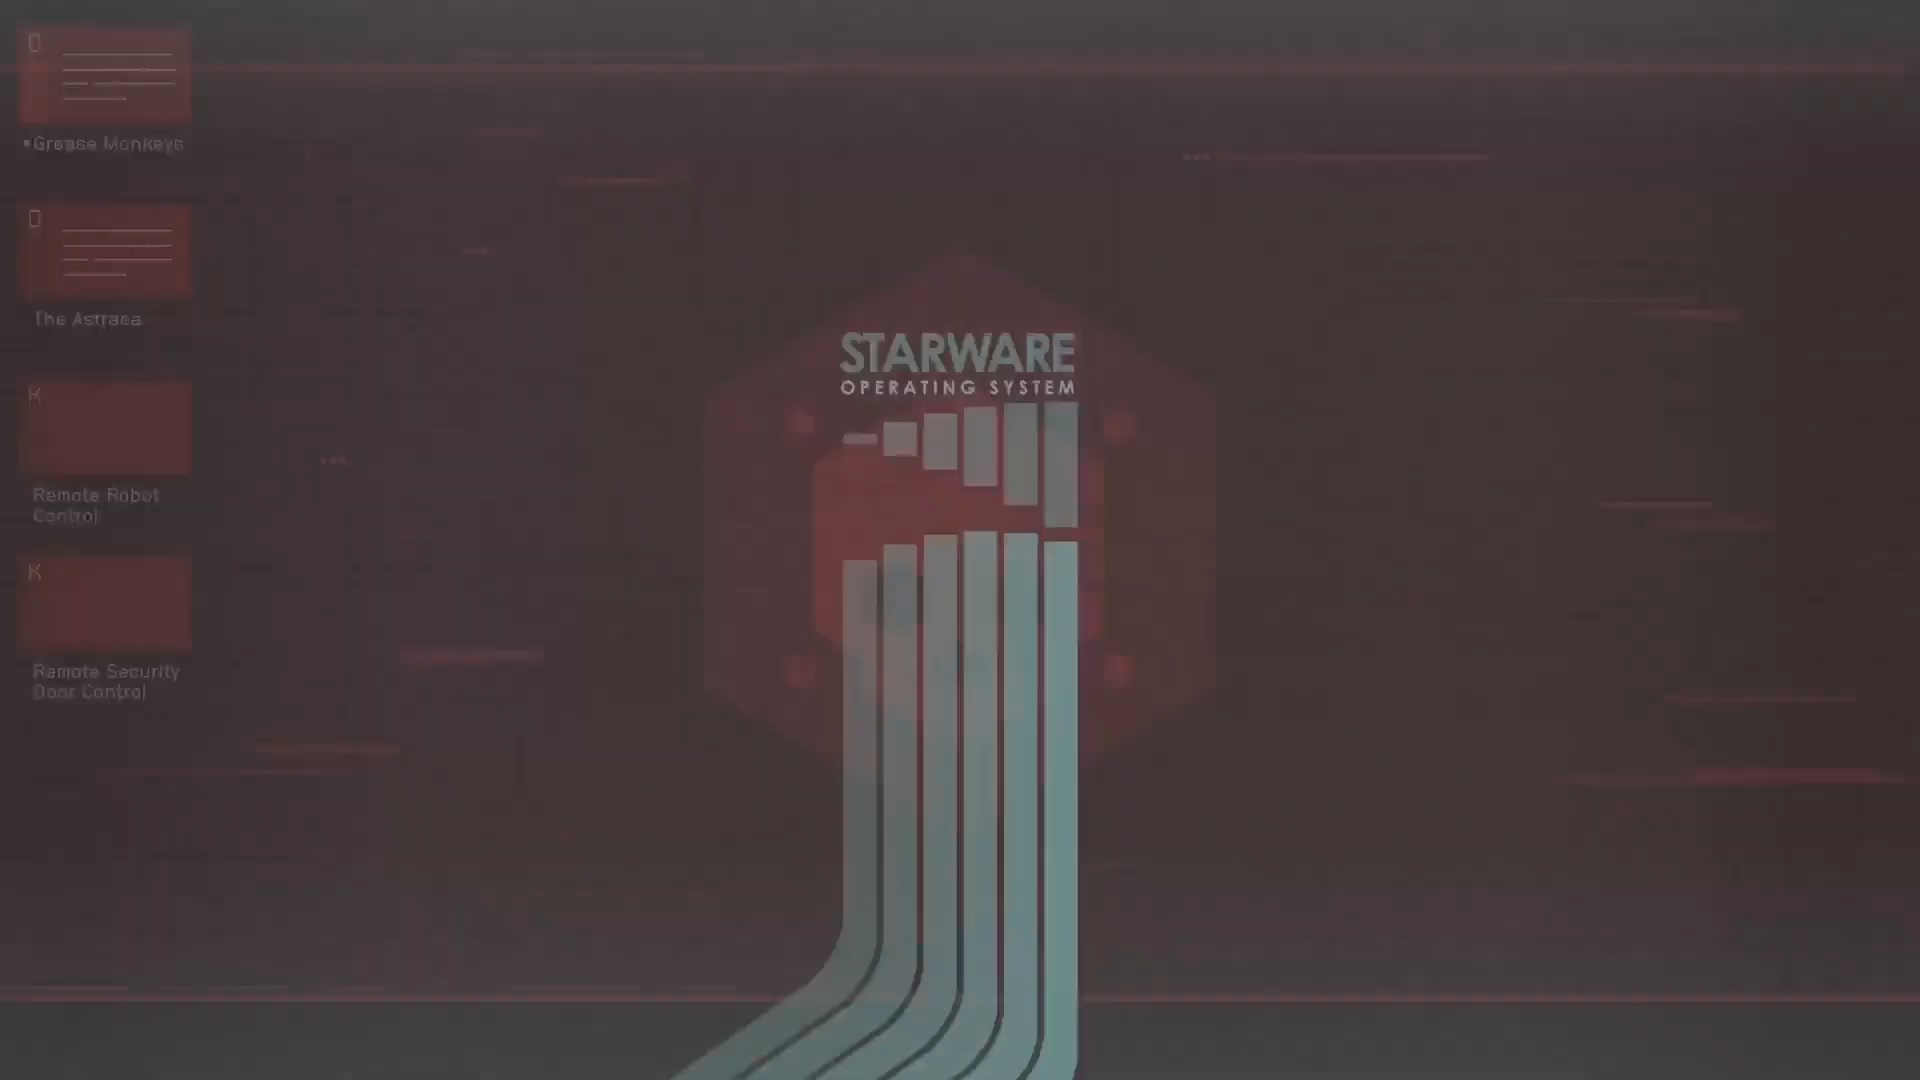 • Grease Monkeys
The Astraea
K
Remote Robot
Control
K
Remote Security
Door Control
STARWARE
OPERATING SYSTEM